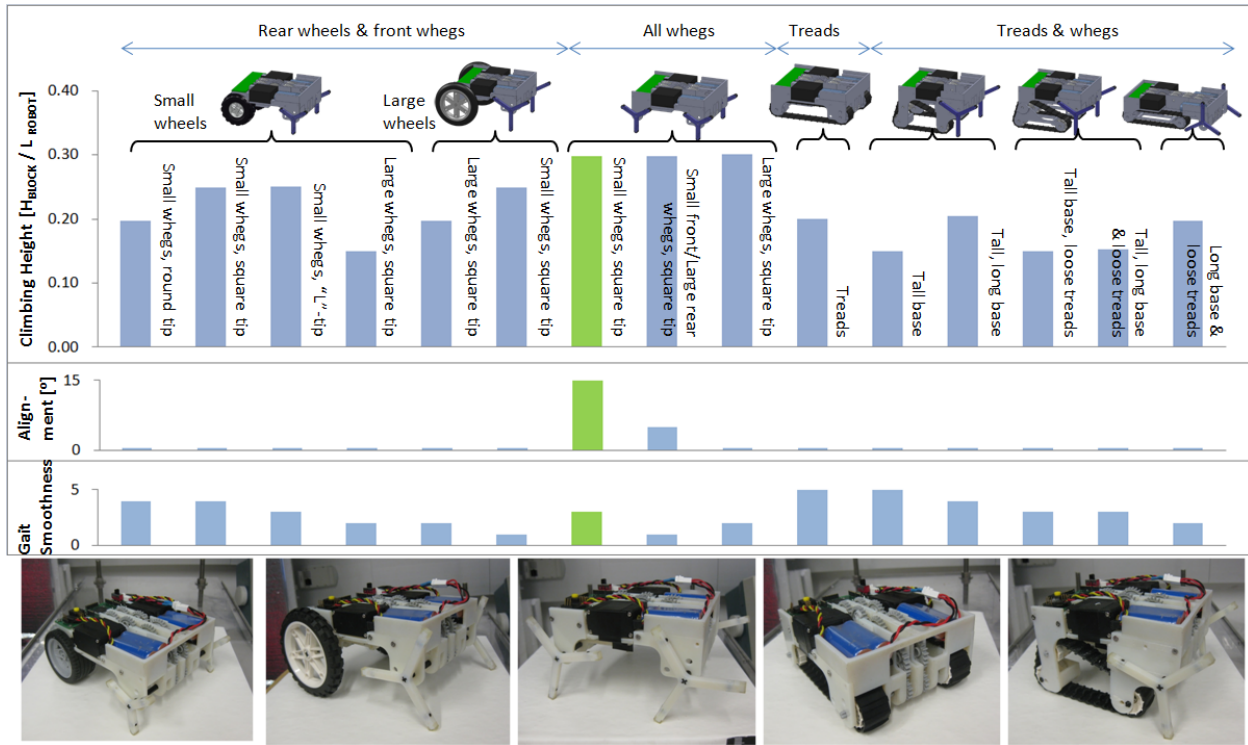 Rear wheels & front whegs
All whegs
Treads
Treads & whegs
Small
wheels
Large
wheels
Climbing Height [HBLOCK / L ROBOT]
0.40
0.30
0.20
0.10
0.00
Small whegs, round tip
Small whegs, square tip
Small whegs, “L”-tip
Large whegs, square tip
Large whegs, square tip
Small whegs, square tip
Small whegs, square tip
Small front/Large rear
whegs, square tip
Large whegs, square tip
Treads
Tall base
Tall, long base
Tall base, loose treads
Tall, long base
& loose treads
Long base &
loose treads
Align-
ment [º]
15
0
Gait
Smoothness
5
0